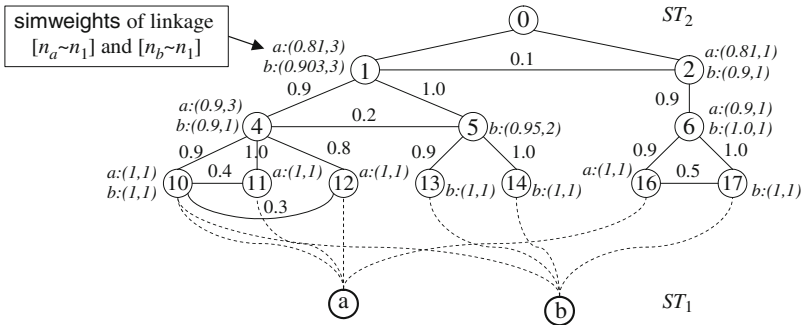 simweights of linkage
[n_a~n_1] and [n_b~n_1]
0
ST_2
a:(0.81,3)
b:(0.903,3)
1
0.1
2
a:(0.81,1)
b:(0.9,1)
0.9
1.0
0.9
a:(0.9,3)
b:(0.9,1)
4
0.2
5
b:(0.95,2)
6
a:(0.9,1)
b:(1.0,1)
0.9
1.0
0.8
0.9
1.0
0.9
1.0
a:(1,1)
b:(1,1)
10
0.4
11
a:(1,1)
12
a:(1,1)
13
b:(1,1)
14
b:(1,1)
a:(1,1)
16
0.5
17
b:(1,1)
0.3
a
b
ST_1